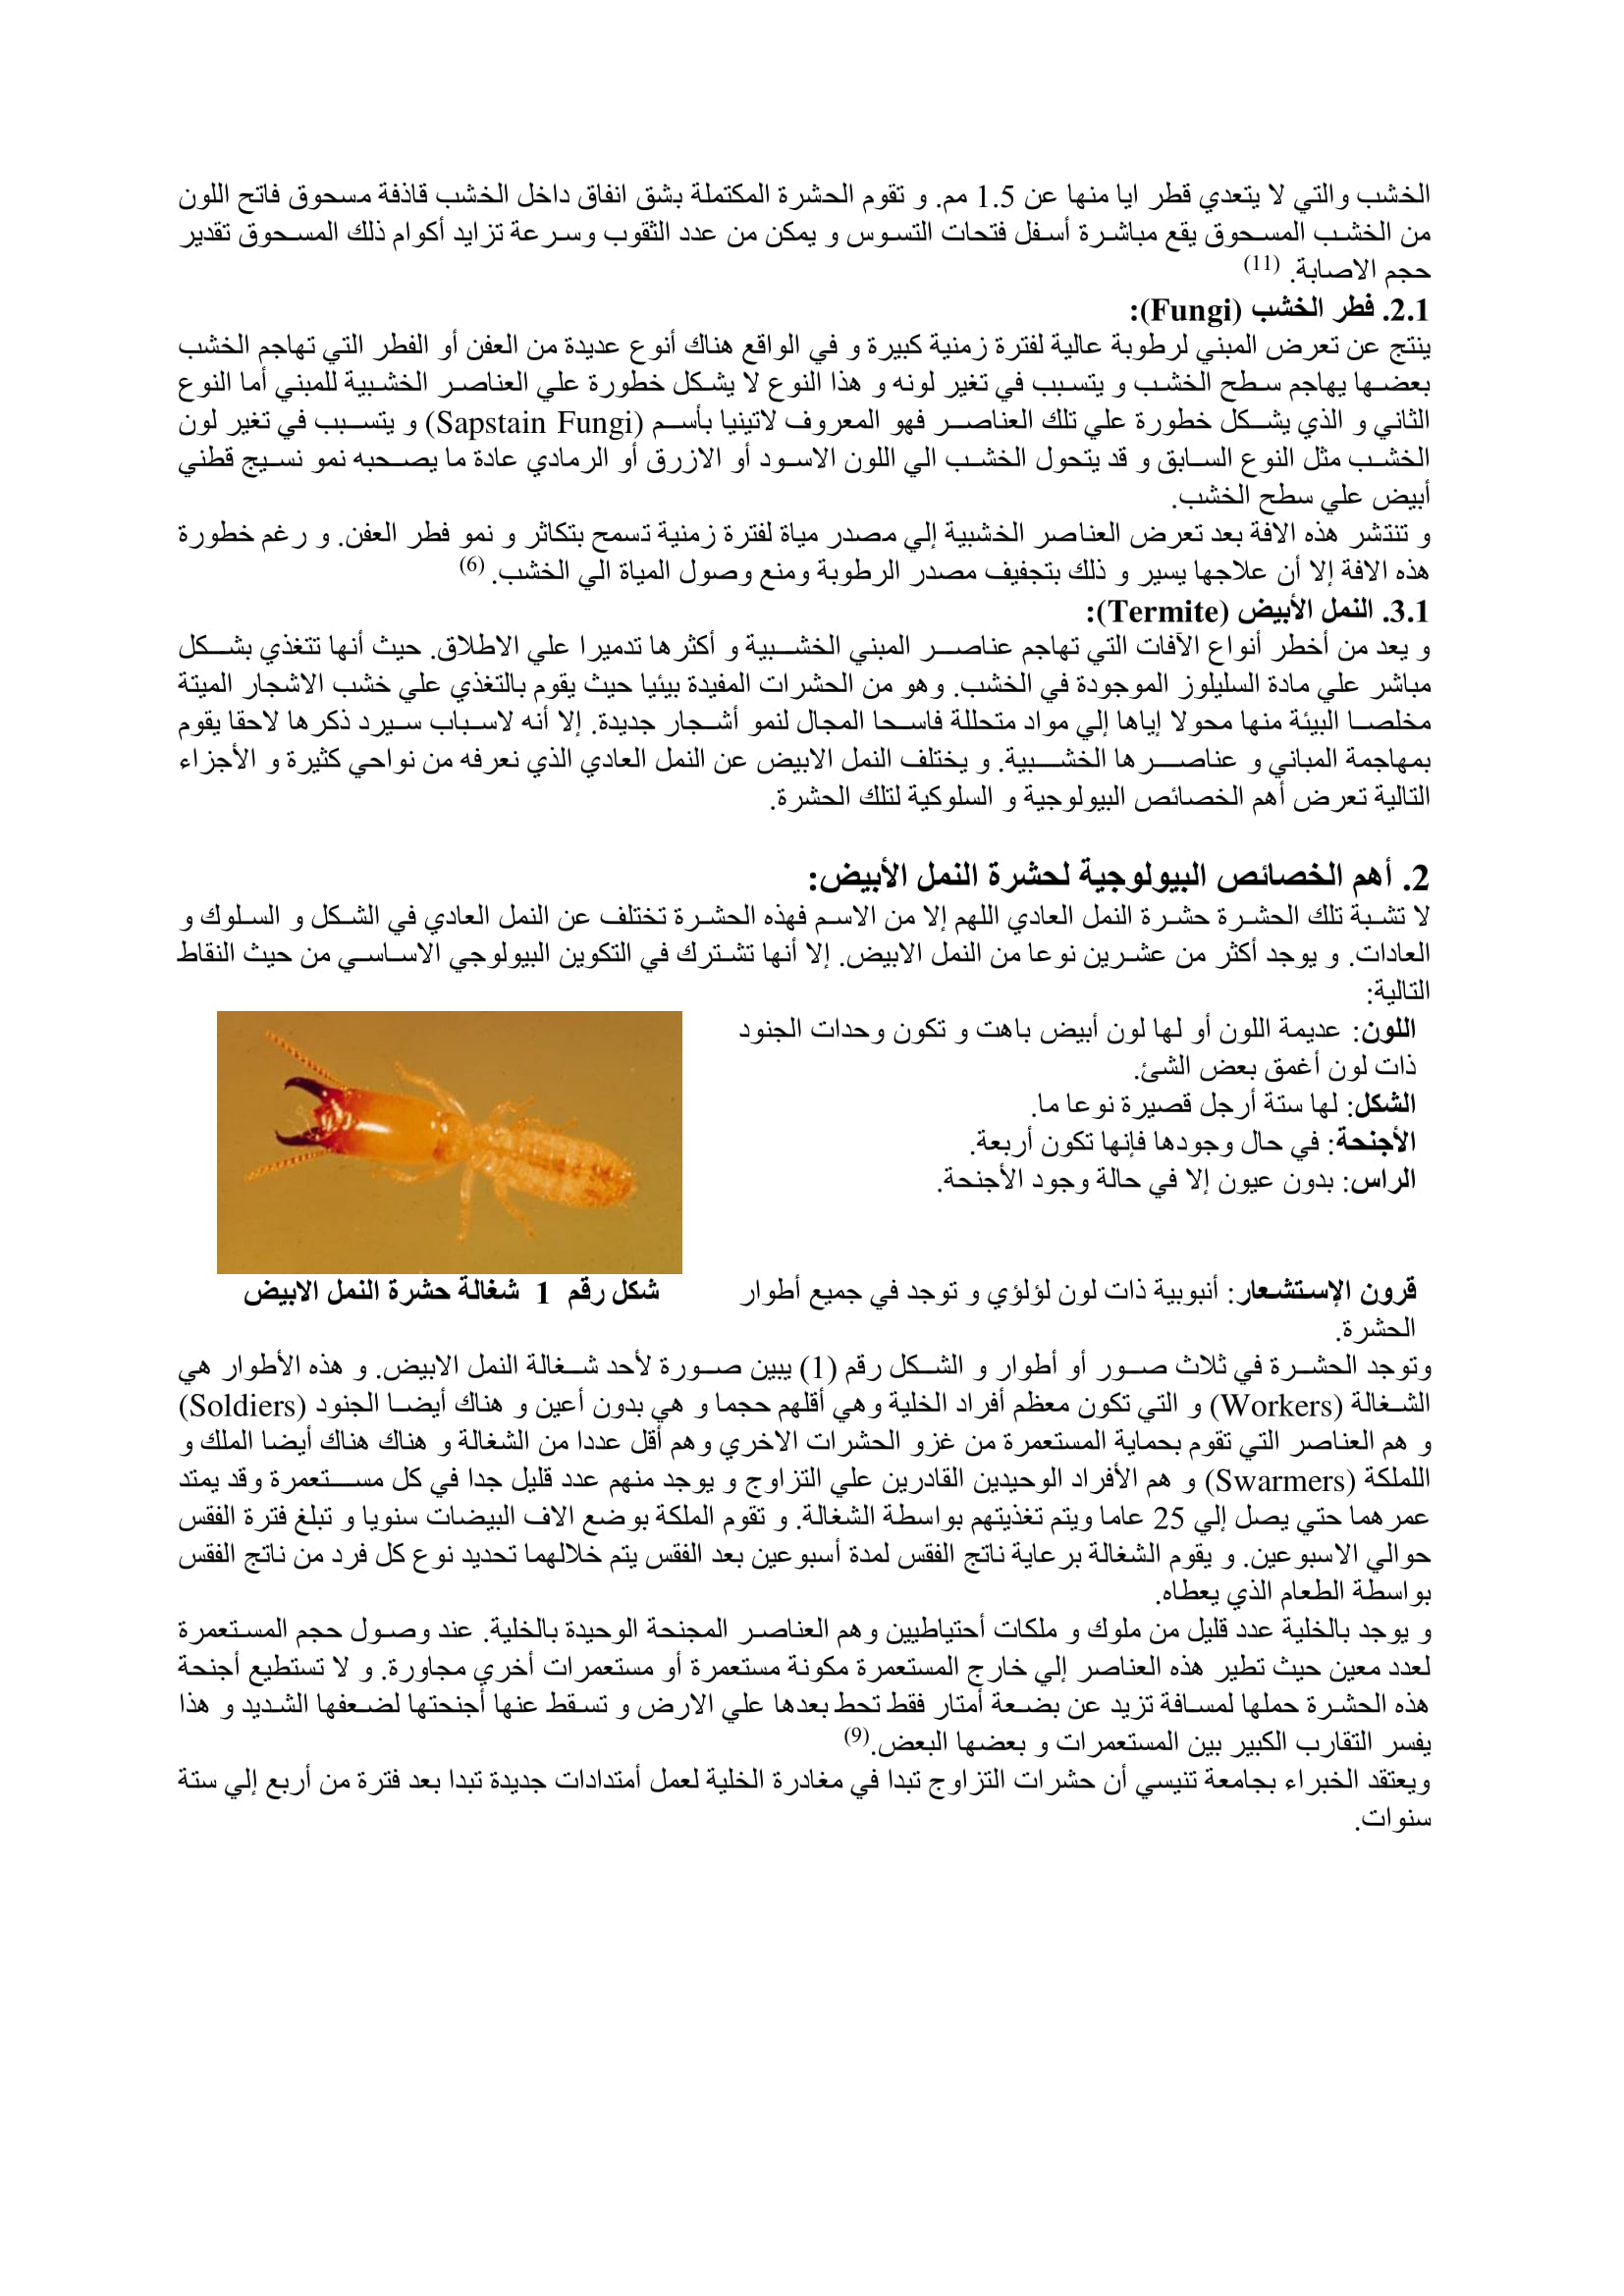 الخشب والتي لا يتعدي قطر ايا منها عن 1.5 مم. و تقوم الحشرة المكتملة بشق انفاق داخل الخشب قاذفة مسحوق فاتح اللون
من الخشب المسحوق يقع مباشرة أسفل فتحات التسوس و يمكن من عدد الثقوب وسرعة تزايد أكوام ذلك المسحوق تقدير
حجم الاصابة. (11)
2.1. فطر الخشب (Fungi):
ينتج عن تعرض المبني لرطوبة عالية لفترة زمنية كبيرة و في الواقع هناك أنوع عديدة من العفن أو الفطر التي تهاجم الخشب
بعضها يهاجم سطح الخشب و يتسبب في تغير لونه و هذا النوع لا يشكل خطورة علي العناصر الخشبية للمبني أما النوع
الثاني و الذي يشكل خطورة علي تلك العناصر فهو المعروف لاتينيا بأسم (Sapstain Fungi) و يتسبب في تغير لون
الخشب مثل النوع السابق و قد يتحول الخشب الي اللون الاسود أو الازرق أو الرمادي عادة ما يصحبه نمو نسيج قطني
أبيض علي سطح الخشب.
و تنتشر هذه الافة بعد تعرض العناصر الخشبية إلي مصدر مياة لفترة زمنية تسمح بتكاثر و نمو فطر العفن. و رغم خطورة
هذه الافة إلا أن علاجها يسير و ذلك بتجفيف مصدر الرطوبة ومنع وصول المياة الي الخشب. (6)
3.1. النمل الأبيض (Termite):
و يعد من أخطر أنواع الآفات التي تهاجم عناصر المبني الخشبية و أكثرها تدميرا علي الاطلاق. حيث أنها تتغذي بشكل
مباشر علي مادة السليلوز الموجودة في الخشب. وهو من الحشرات المفيدة بيئيا حيث يقوم بالتغذي علي خشب الاشجار الميتة
مخلصا البيئة منها محولا إياها إلي مواد متحللة فاسحا المجال لنمو أشجار جديدة. إلا أنه لاسباب سيرد ذكرها لاحقا يقوم
بمهاجمة المباني و عناصرها الخشبية. و يختلف النمل الابيض عن النمل العادي الذي نعرفه من نواحي كثيرة و الأجزاء
التالية تعرض أهم الخصائص البيولوجية و السلوكية لتلك الحشرة.
2. أهم الخصائص البيولوجية لحشرة النمل الأبيض:
لا تشبة تلك الحشرة حشرة النمل العادي اللهم إلا من الاسم فهذه الحشرة تختلف عن النمل العادي في الشكل و السلوك و
العادات. و يوجد أكثر من عشرين نوعا من النمل الابيض. إلا أنها تشترك في التكوين البيولوجي الاساسي من حيث النقاط
التالية:
اللون: عديمة اللون أو لها لون أبيض باهت و تكون وحدات الجنود
ذات لون أغمق بعض الشئ.
الشكل: لها ستة أرجل قصيرة نوعا ما.
الأجنحة: في حال وجودها فإنها تكون أربعة.
الراس: بدون عيون إلا في حالة وجود الأجنحة.
قرون الإستشعار: أنبوبية ذات لون لؤلؤي و توجد في جميع أطوار
الحشرة.
شكل رقم 1 شغالة حشرة النمل الابيض
وتوجد الحشرة في ثلاث صور أو أطوار و الشكل رقم (1) يبين صورة لأحد شغالة النمل الابيض. و هذه الأطوار هي
الشغالة (Workers) و التي تكون معظم أفراد الخلية وهي أقلهم حجما و هي بدون أعين و هناك أيضا الجنود (Soldiers)
و هم العناصر التي تقوم بحماية المستعمرة من غزو الحشرات الاخري وهم أقل عددا من الشغالة و هناك هناك أيضا الملك و
اللملكة (Swarmers) و هم الأفراد الوحيدين القادرين علي التزاوج و يوجد منهم عدد قليل جدا في كل مستعمرة وقد يمتد
عمرهما حتي يصل إلي 25 عاما ويتم تغذيتهم بواسطة الشغالة. و تقوم الملكة بوضع الاف البيضات سنويا و تبلغ فترة الفقس
حوالي الاسبوعين. و يقوم الشغالة برعاية ناتج الفقس لمدة أسبوعين بعد الفقس يتم خلالهما تحديد نوع كل فرد من ناتج الفقس
بواسطة الطعام الذي يعطاه.
و يوجد بالخلية عدد قليل من ملوك و ملكات أحتياطيين وهم العناصر المجنحة الوحيدة بالخلية. عند وصول حجم المستعمرة
لعدد معين حيث تطير هذه العناصر إلي خارج المستعمرة مكونة مستعمرة أو مستعمرات أخري مجاورة. و لا تستطيع أجنحة
هذه الحشرة حملها لمسافة تزيد عن بضعة أمتار فقط تحط بعدها علي الارض و تسقط عنها أجنحتها لضعفها الشديد و هذا
يفسر التقارب الكبير بين المستعمرات و بعضها البعض.(9)
ويعتقد الخبراء بجامعة تنيسي أن حشرات التزاوج تبدا في مغادرة الخلية لعمل أمتدادات جديدة تبدا بعد فترة من أربع إلي ستة
سنوات.